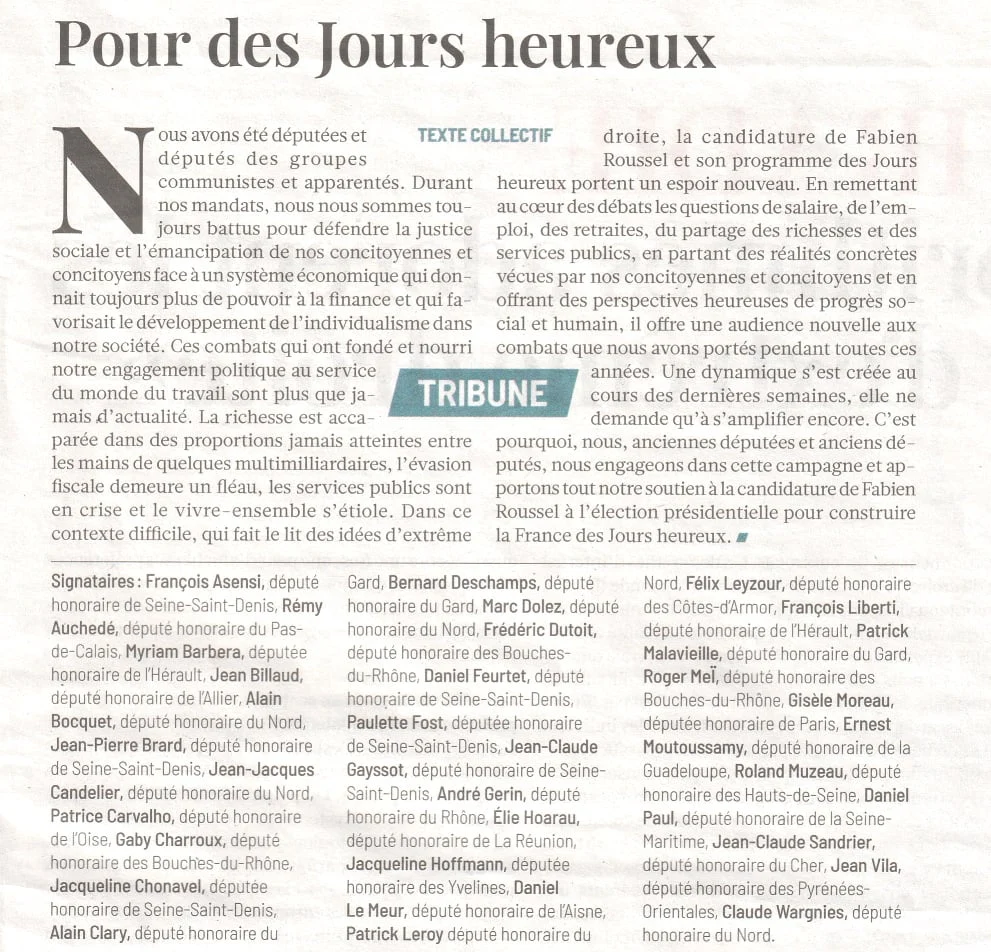 Pour des Jours heureux
TEXTE COLLECTIF
Nous avons été députées et
députés des groupes
communistes et apparentés. Durant
nos mandats, nous nous sommes tou-
jours battus pour défendre la justice
sociale et l'émancipation de nos concitoyennes et
concitoyens face à un système économique qui don-
nait toujours plus de pouvoir à la finance et qui fa-
vorisait le développement de l'individualisme dans
notre société. Ces combats qui ont fondé et nourri
notre engagement politique au service
du monde du travail sont plus que ja-
mais d'actualité. La richesse est acca-
parée dans des proportions jamais atteintes entre
les mains de quelques multimilliardaires, l'évasion
fiscale demeure un fléau, les services publics sont
en crise et le vivre-ensemble s'étiole. Dans ce
contexte difficile, qui fait le lit des idées d'extrême
TRIBUNE
droite, la candidature de Fabien
Roussel et son programme des Jours
heureux portent un espoir nouveau. En remettant
au cœur des débats les questions de salaire, de l'em-
ploi, des retraites, du partage des richesses et des
services publics, en partant des réalités concrètes
vécues par nos concitoyennes et concitoyens et en
offrant des perspectives heureuses de progrès so-
cial et humain, il offre une audience nouvelle aux
combats que nous avons portés pendant toutes ces
années. Une dynamique s'est créée au
cours des dernières semaines, elle ne
demande qu'à s'amplifier encore. C'est
pourquoi, nous, anciennes députées et anciens dé-
putés, nous engageons dans cette campagne et ap-
portons tout notre soutien à la candidature de Fabien
Roussel à l'élection présidentielle pour construire
la France des Jours heureux.
Signataires : François Asensi, député
honoraire de Seine-Saint-Denis, Rémy
Auchedé, député honoraire du Pas-
de-Calais, Myriam Barbera, députée
honoraire de l'Hérault, Jean Billaud,
député honoraire de l'Allier, Alain
Bocquet, député honoraire du Nord,
Jean-Pierre Brard, député honoraire
de Seine-Saint-Denis, Jean-Jacques
Candelier, député honoraire du Nord,
Patrice Carvalho, député honoraire
de l'Oise, Gaby Charroux, député
honoraire des Bouches-du-Rhône,
Jacqueline Chonavel, députée
honoraire de Seine-Saint-Denis,
Alain Clary, député honoraire du
Gard, Bernard Deschamps, député
honoraire du Gard, Marc Dolez, député
honoraire du Nord, Frédéric Dutoit,
député honoraire des Bouches-
du-Rhône, Daniel Feurtet, député
honoraire de Seine-Saint-Denis,
Paulette Fost, députée honoraire
de Seine-Saint-Denis, Jean-Claude
Gayssot, député honoraire de Seine-
Saint-Denis, André Gerin, député
honoraire du Rhône, Élie Hoarau,
député honoraire de La Réunion,
Jacqueline Hoffmann, députée
honoraire des Yvelines, Daniel
Le Meur, député honoraire de l'Aisne,
Patrick Leroy député honoraire du
Nord, Félix Leyzour, député honoraire
des Côtes-d'Armor, François Liberti,
député honoraire de l'Hérault, Patrick
Malavieille, député honoraire du Gard,
Roger Meï, député honoraire des
Bouches-du-Rhône, Gisèle Moreau,
députée honoraire de Paris, Ernest
Moutoussamy, député honoraire de la
Guadeloupe, Roland Muzeau, député
honoraire des Hauts-de-Seine, Daniel
Paul, député honoraire de la Seine-
Maritime, Jean-Claude Sandrier,
député honoraire du Cher, Jean Vila,
député honoraire des Pyrénées-
Orientales, Claude Wargnies, député
honoraire du Nord.